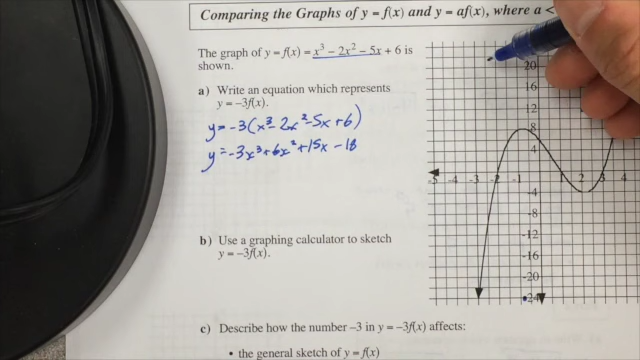 Comparing the Graphs of y = f(x) and y = af(x), where a <
The graph of y = f(x) = x³ − 2x² − 5x + 6 is
shown.
a) Write an equation which represents
y = −3f(x).
y = −3(x³ − 2x² − 5x + 6)
y = −3x³ + 6x² + 15x − 18
b) Use a graphing calculator to sketch
y = −3f(x).
c) Describe how the number −3 in y = −3f(x) affects:
• the general sketch of y = f(x)
20
16
12
8
4
-5 -4 -3 -2 -1 1 2 3 4
-4
-8
-12
-16
-20
-24